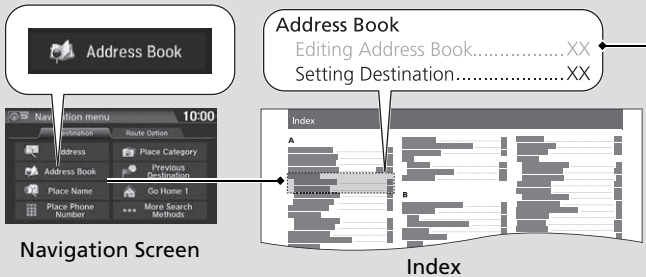 Address Book
Address Book
Editing Address Book.................XX
Setting Destination......................XX
Navigation menu 10:00
Destination Route Option
Address Place Category
Address Book Previous Destination
Place Name Go Home 1
Place Phone Number More Search Methods
Navigation Screen
Index
A
B
Index